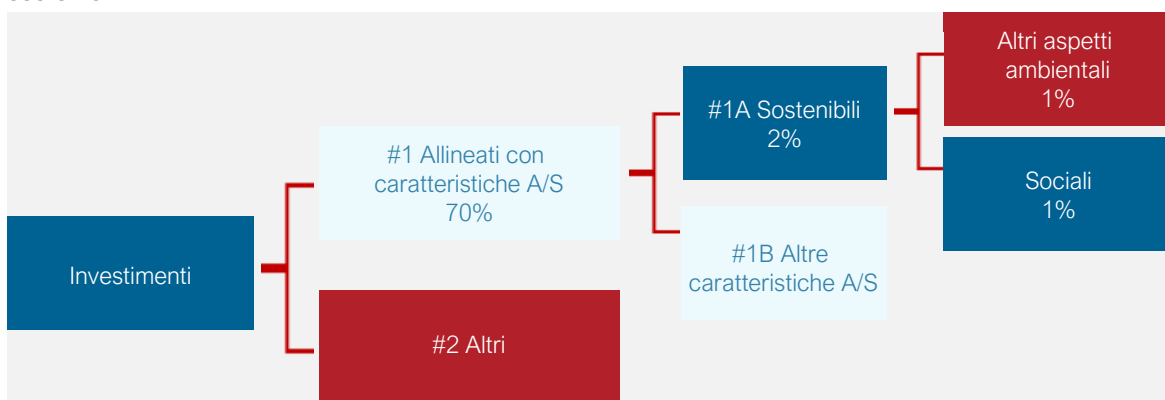 Investimenti
#1 Allineati con
caratteristiche A/S
70%
#2 Altri
#1A Sostenibili
2%
#1B Altre
caratteristiche A/S
Altri aspetti
ambientali
1%
Sociali
1%